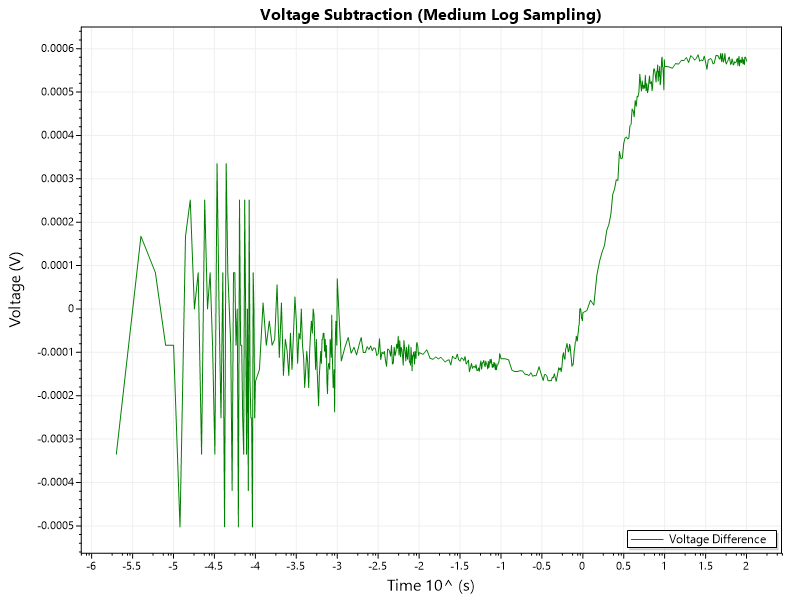 Voltage Subtraction (Medium Log Sampling)
Voltage (V)
0.0006
0.0005
0.0004
0.0003
0.0002
0.0001
0
-0.0001
-0.0002
-0.0003
-0.0004
-0.0005
Voltage Difference
-6 -5.5 -5 -4.5 -4 -3.5 -3 -2.5 -2 -1.5 -1 -0.5 0 0.5 1 1.5 2
Time 10^ (s)